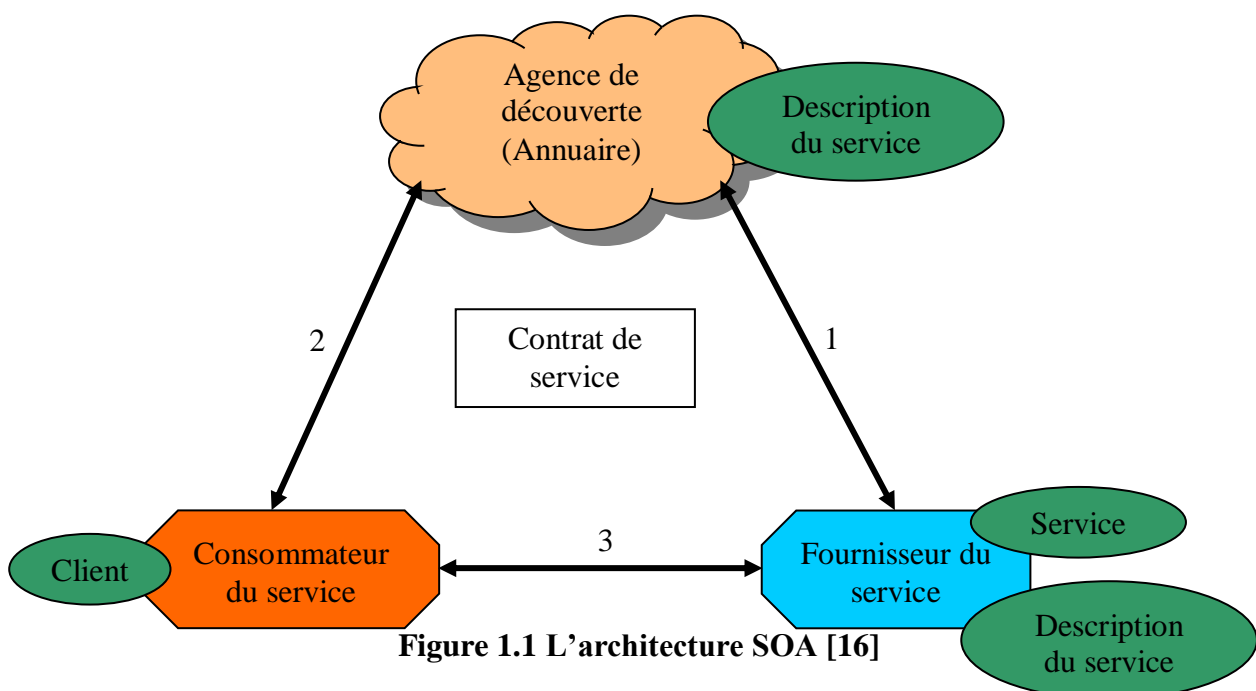 Agence de
découverte
(Annuaire)
Description
du service
2
Contrat de
service
1
Client
Consommateur
du service
3
Fournisseur du
service
Service
Description
du service
Figure 1.1 L’architecture SOA [16]